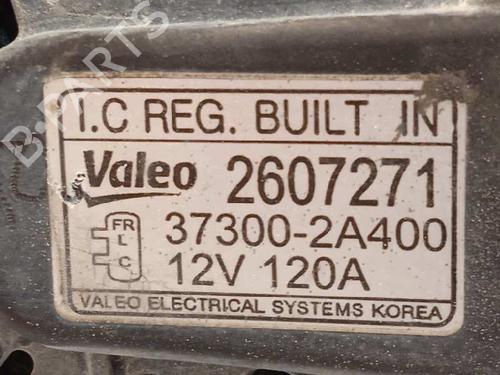 I.C REG. BUILT IN
Valeo 2607271
FR
L
C
37300-2A400
12V 120A
VALEO ELECTRICAL SYSTEMS KOREA
B-PARTS